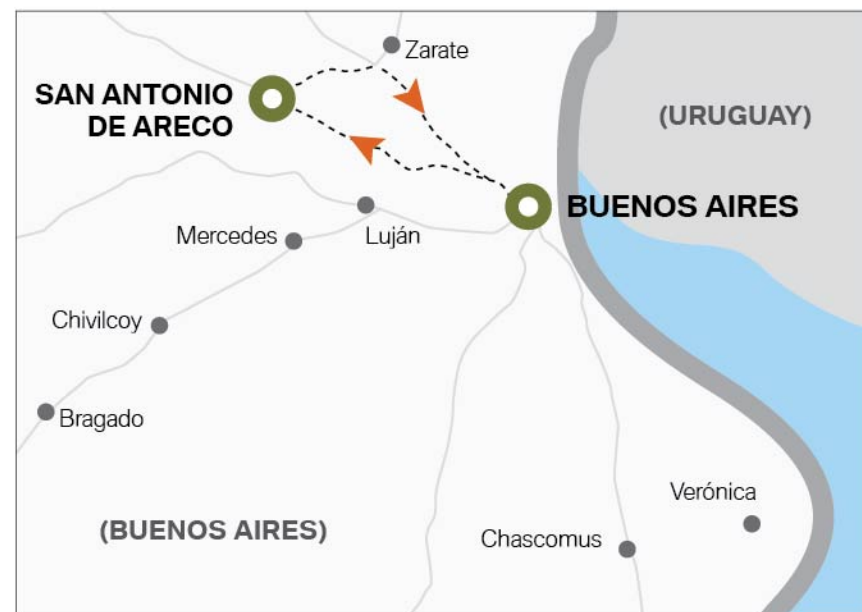 Zarate
SAN ANTONIO
DE ARECO
(URUGUAY)
BUENOS AIRES
Mercedes
Luján
Chivilcoy
Bragado
Verónica
(BUENOS AIRES)
Chascomus